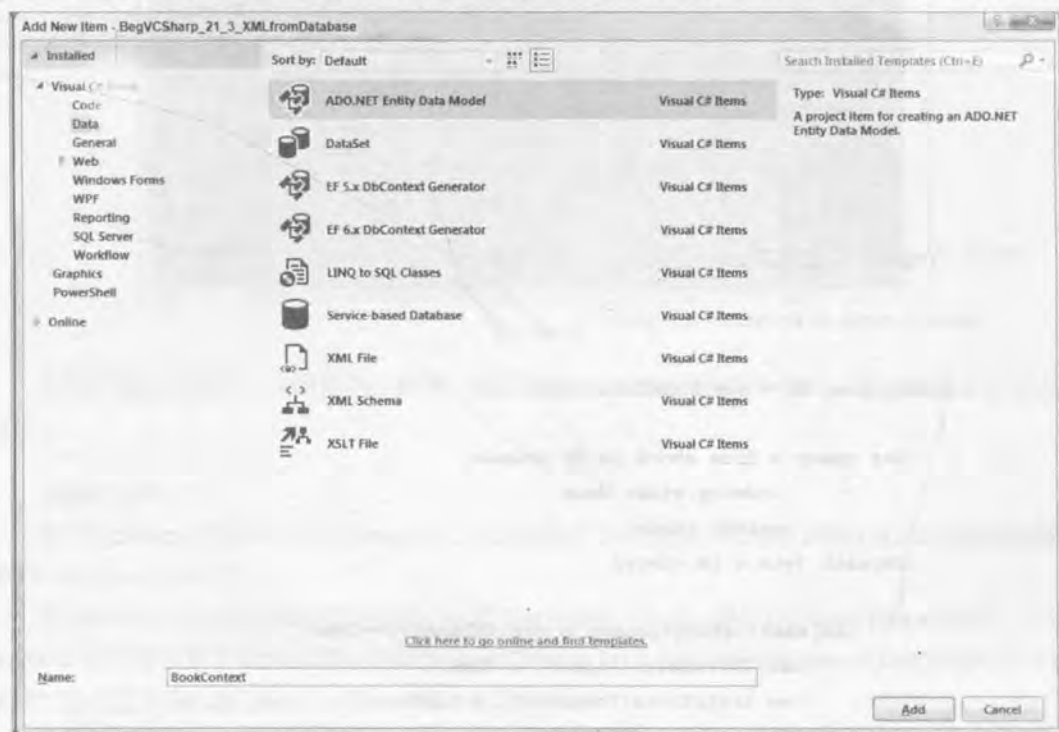 Add New Item - BegVCSharp_21_3_XMLfromDatabase
Installed
Sort by: Default
Search Installed Templates (Ctrl+E)
Visual C# Items
Code
Data
General
Web
Windows Forms
WPF
Reporting
SQL Server
Workflow
Graphics
PowerShell
Online
ADO.NET Entity Data Model Visual C# Items
DataSet Visual C# Items
EF 5.x DbContext Generator Visual C# Items
EF 6.x DbContext Generator Visual C# Items
LINQ to SQL Classes Visual C# Items
Service-based Database Visual C# Items
XML File Visual C# Items
XML Schema Visual C# Items
XSLT File Visual C# Items
Type: Visual C# Items
A project item for creating an ADO.NET
Entity Data Model.
Click here to go online and find templates.
Name: BookContext
Add Cancel